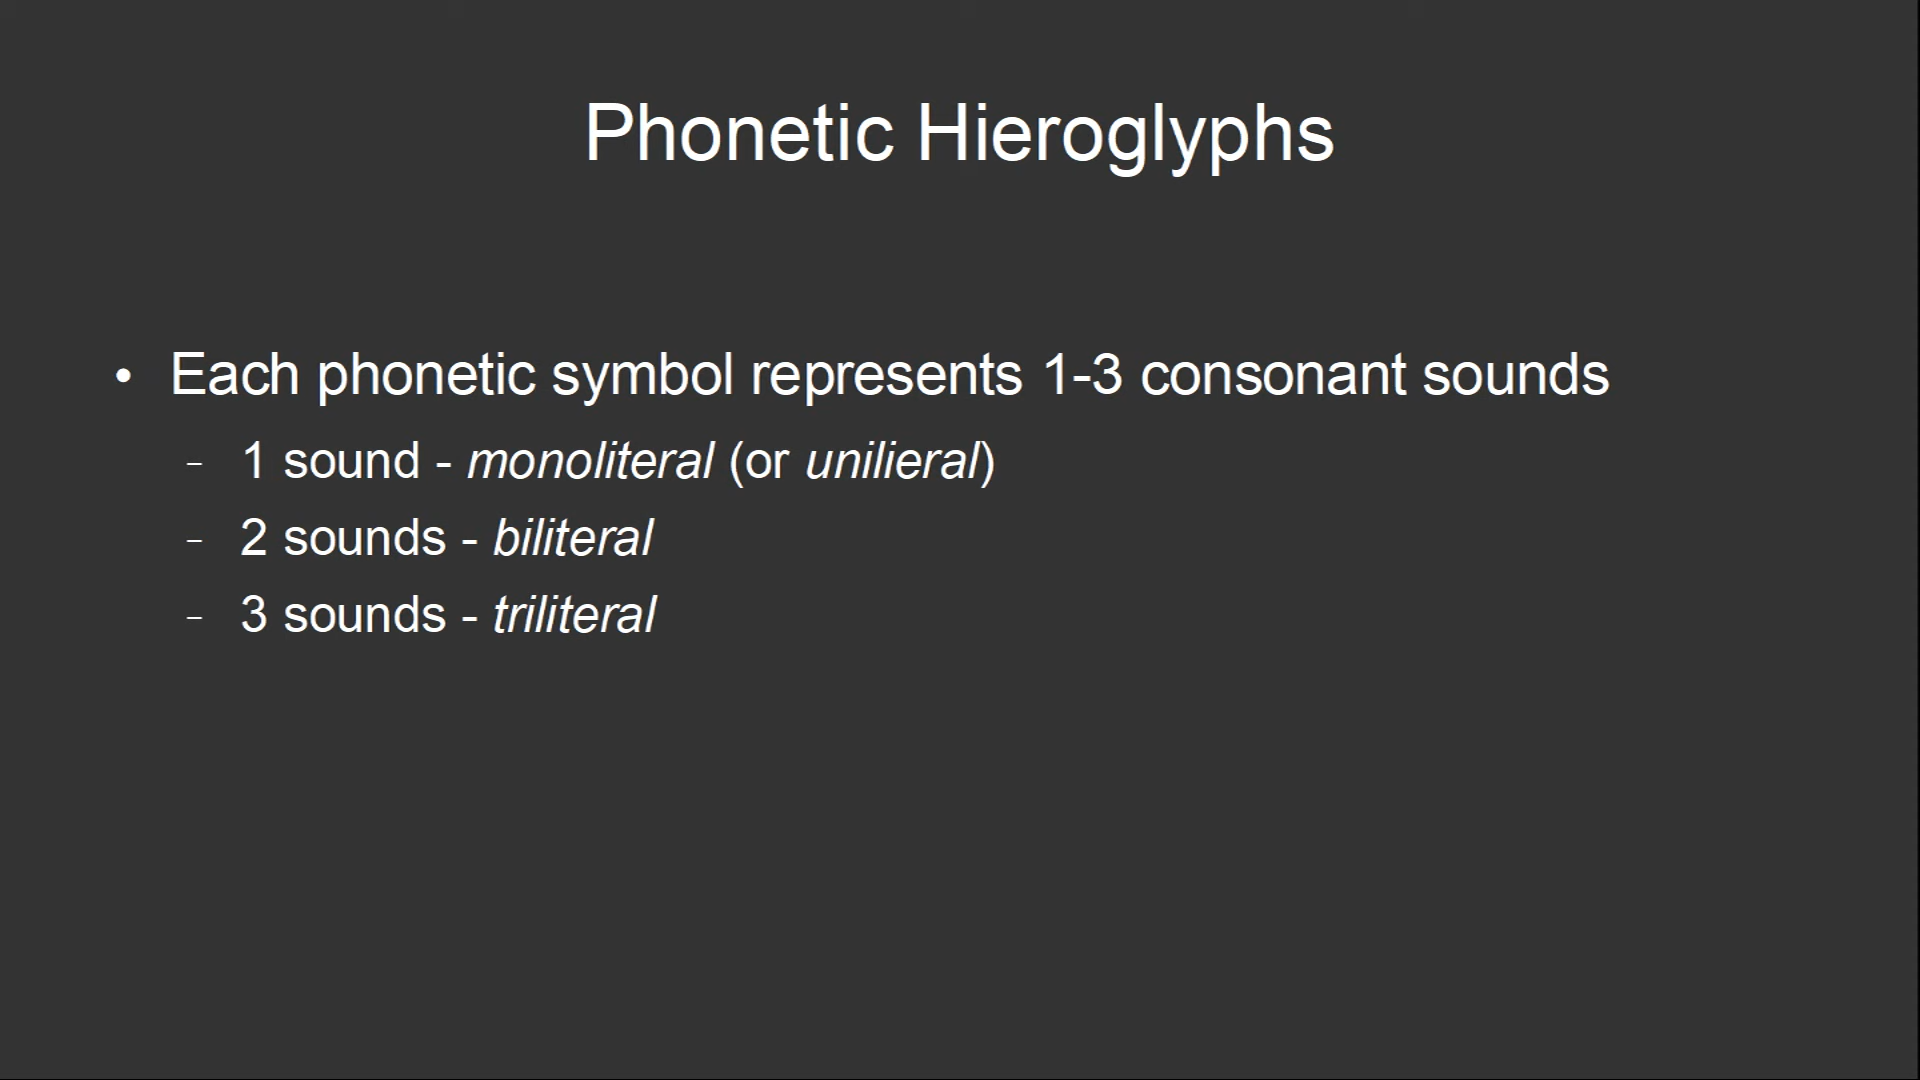 Phonetic Hieroglyphs
• Each phonetic symbol represents 1-3 consonant sounds
– 1 sound - monoliteral (or unilieral)
– 2 sounds - biliteral
– 3 sounds - triliteral